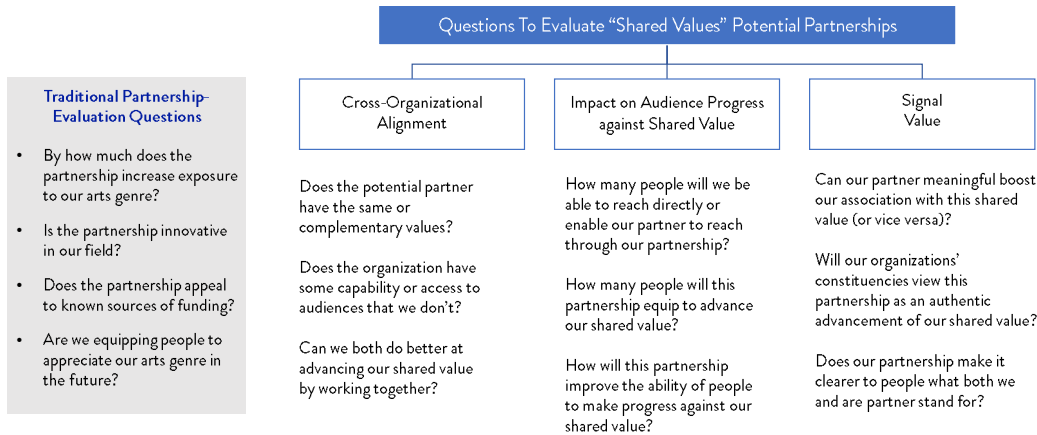 Questions To Evaluate “Shared Values” Potential Partnerships
Traditional Partnership-
Evaluation Questions
• By how much does the
partnership increase exposure
to our arts genre?
• Is the partnership innovative
in our field?
• Does the partnership appeal
to known sources of funding?
• Are we equipping people to
appreciate our arts genre in
the future?
Cross-Organizational
Alignment
Does the potential partner
have the same or
complementary values?
Does the organization have
some capability or access to
audiences that we don’t?
Can we both do better at
advancing our shared value
by working together?
Impact on Audience Progress
against Shared Value
How many people will we be
able to reach directly or
enable our partner to reach
through our partnership?
How many people will this
partnership equip to advance
our shared value?
How will this partnership
improve the ability of people
to make progress against our
shared value?
Signal
Value
Can our partner meaningful boost
our association with this shared
value (or vice versa)?
Will our organizations’
constituencies view this
partnership as an authentic
advancement of our shared value?
Does our partnership make it
clearer to people what both we
and are partner stand for?